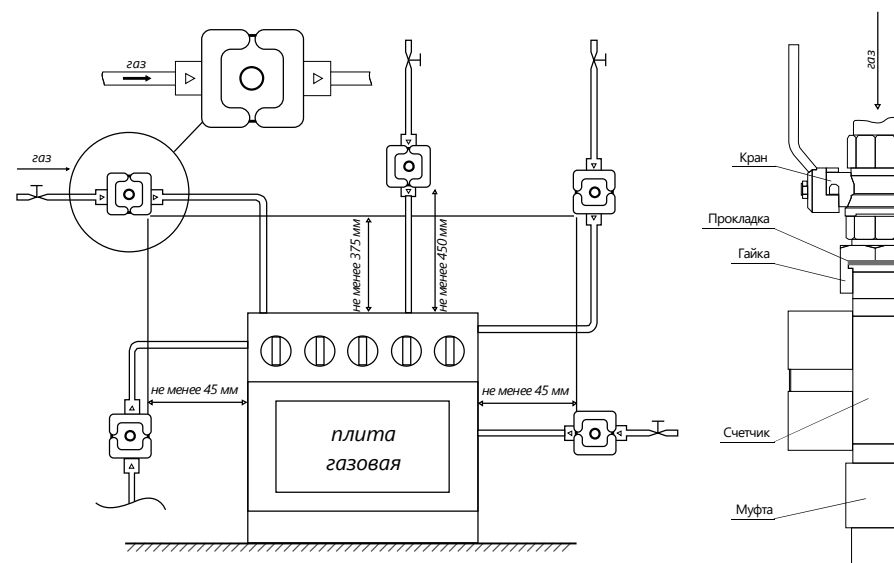 газ
газ
газ
Кран
Прокладка
Гайка
не менее 375 мм
не менее 450 мм
не менее 45 мм
не менее 45 мм
плита
газовая
Счетчик
Муфта